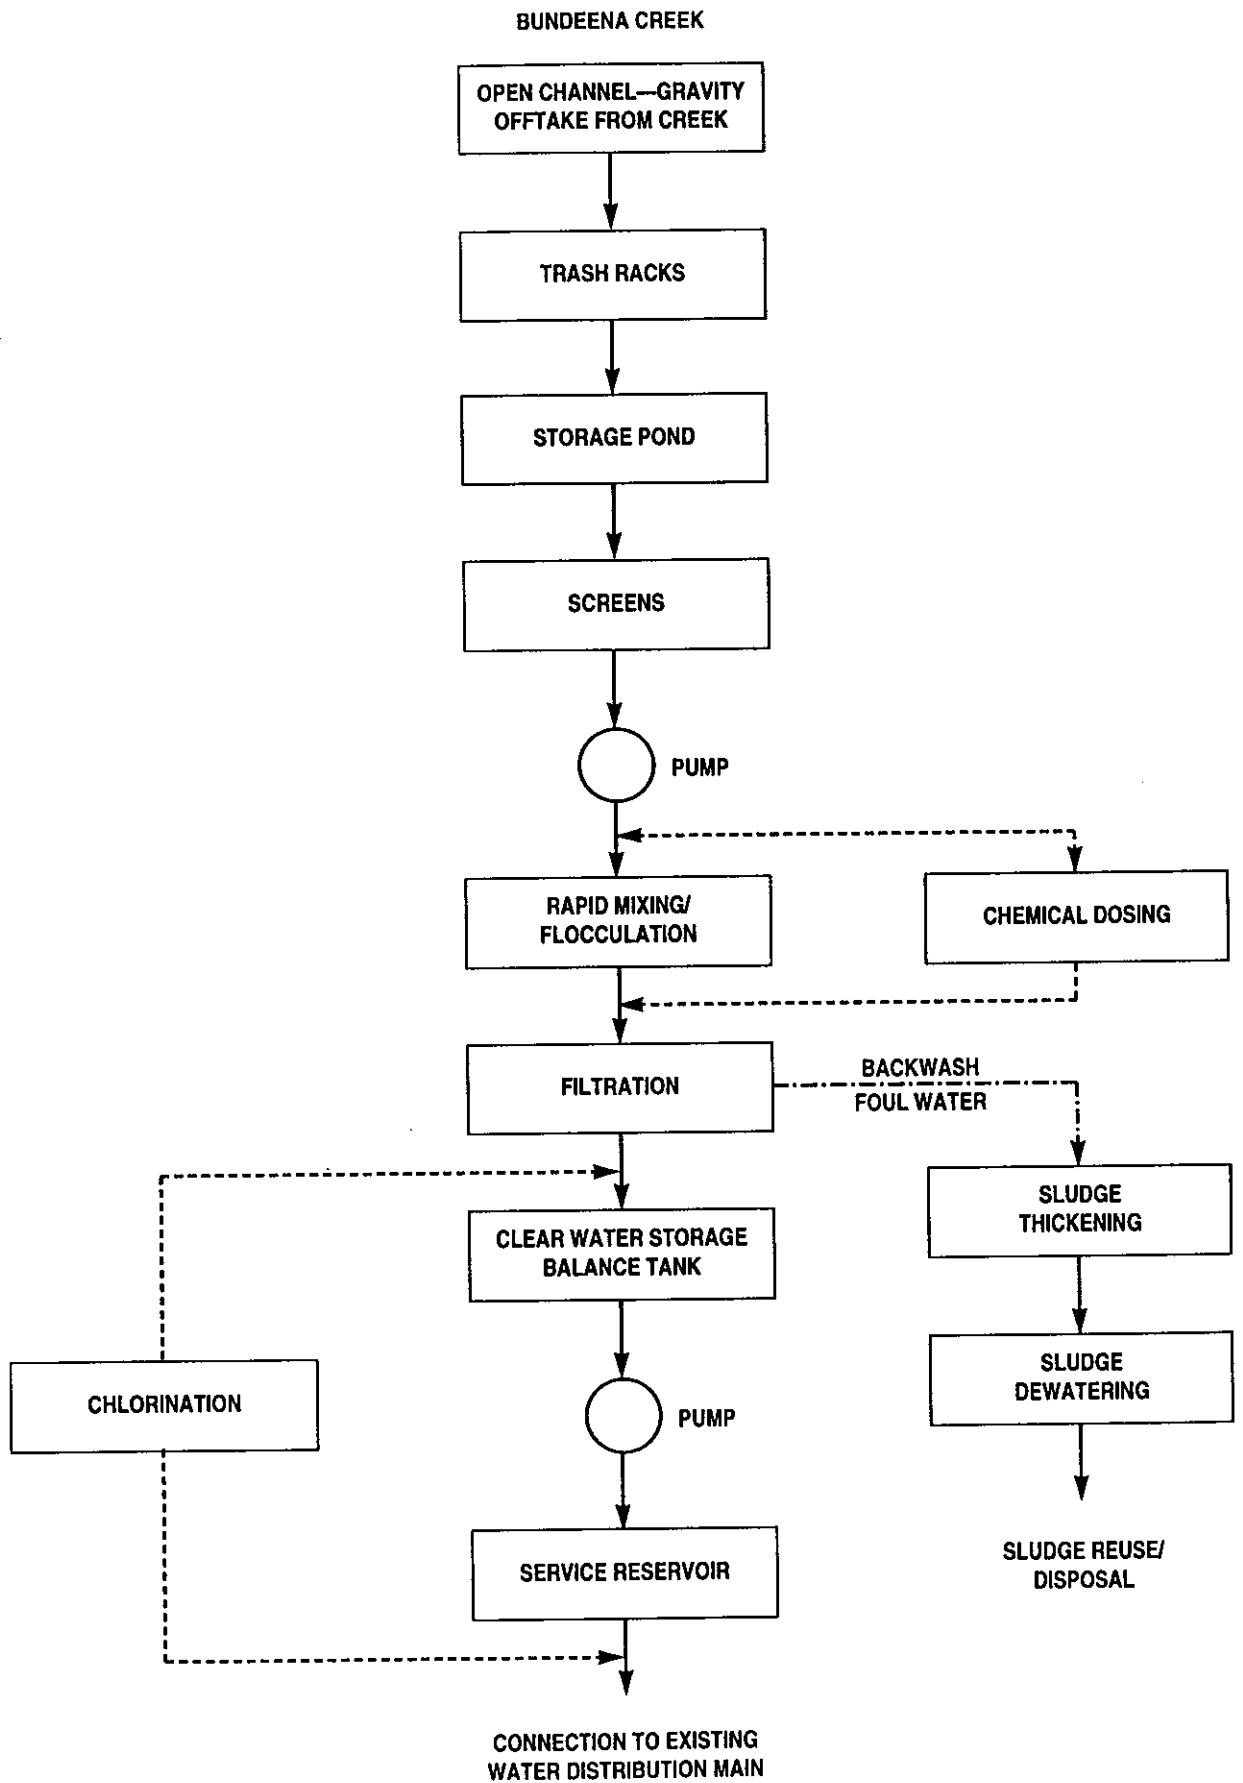 BUNDEENA CREEK
OPEN CHANNEL—GRAVITY
OFFTAKE FROM CREEK
TRASH RACKS
STORAGE POND
SCREENS
PUMP
RAPID MIXING/
FLOCCULATION
CHEMICAL DOSING
FILTRATION
BACKWASH
FOUL WATER
SLUDGE
THICKENING
CLEAR WATER STORAGE
BALANCE TANK
SLUDGE
DEWATERING
CHLORINATION
PUMP
SERVICE RESERVOIR
SLUDGE REUSE/
DISPOSAL
CONNECTION TO EXISTING
WATER DISTRIBUTION MAIN